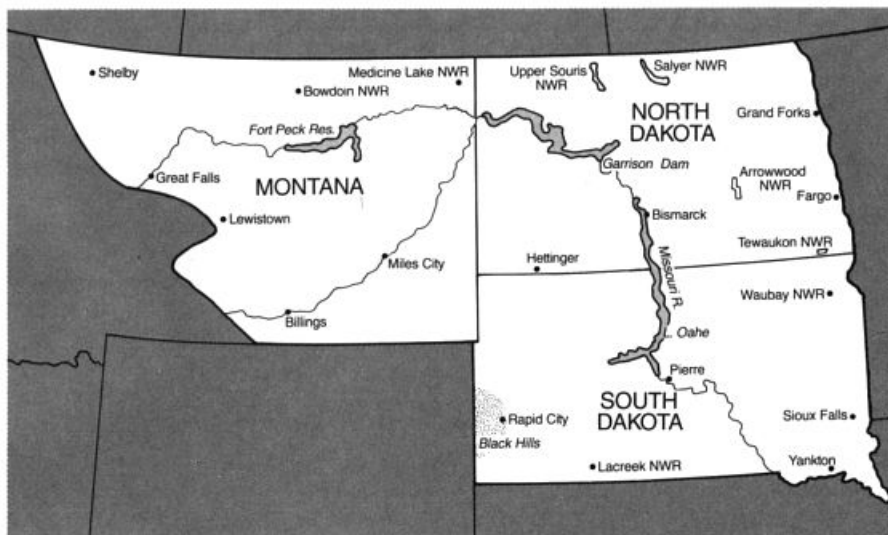 Shelby
Medicine Lake NWR
Bowdoin NWR
Fort Peck Res.
Great Falls
MONTANA
Lewistown
Miles City
Billings
Upper Souris
NWR
Salyer NWR
NORTH
DAKOTA
Grand Forks
Garrison Dam
Arrowwood
NWR
Fargo
Bismarck
Tewaukon NWR
Hettinger
Missouri R.
Waubay NWR
L. Oahe
Pierre
SOUTH
DAKOTA
Sioux Falls
Rapid City
Black Hills
Lacreek NWR
Yankton